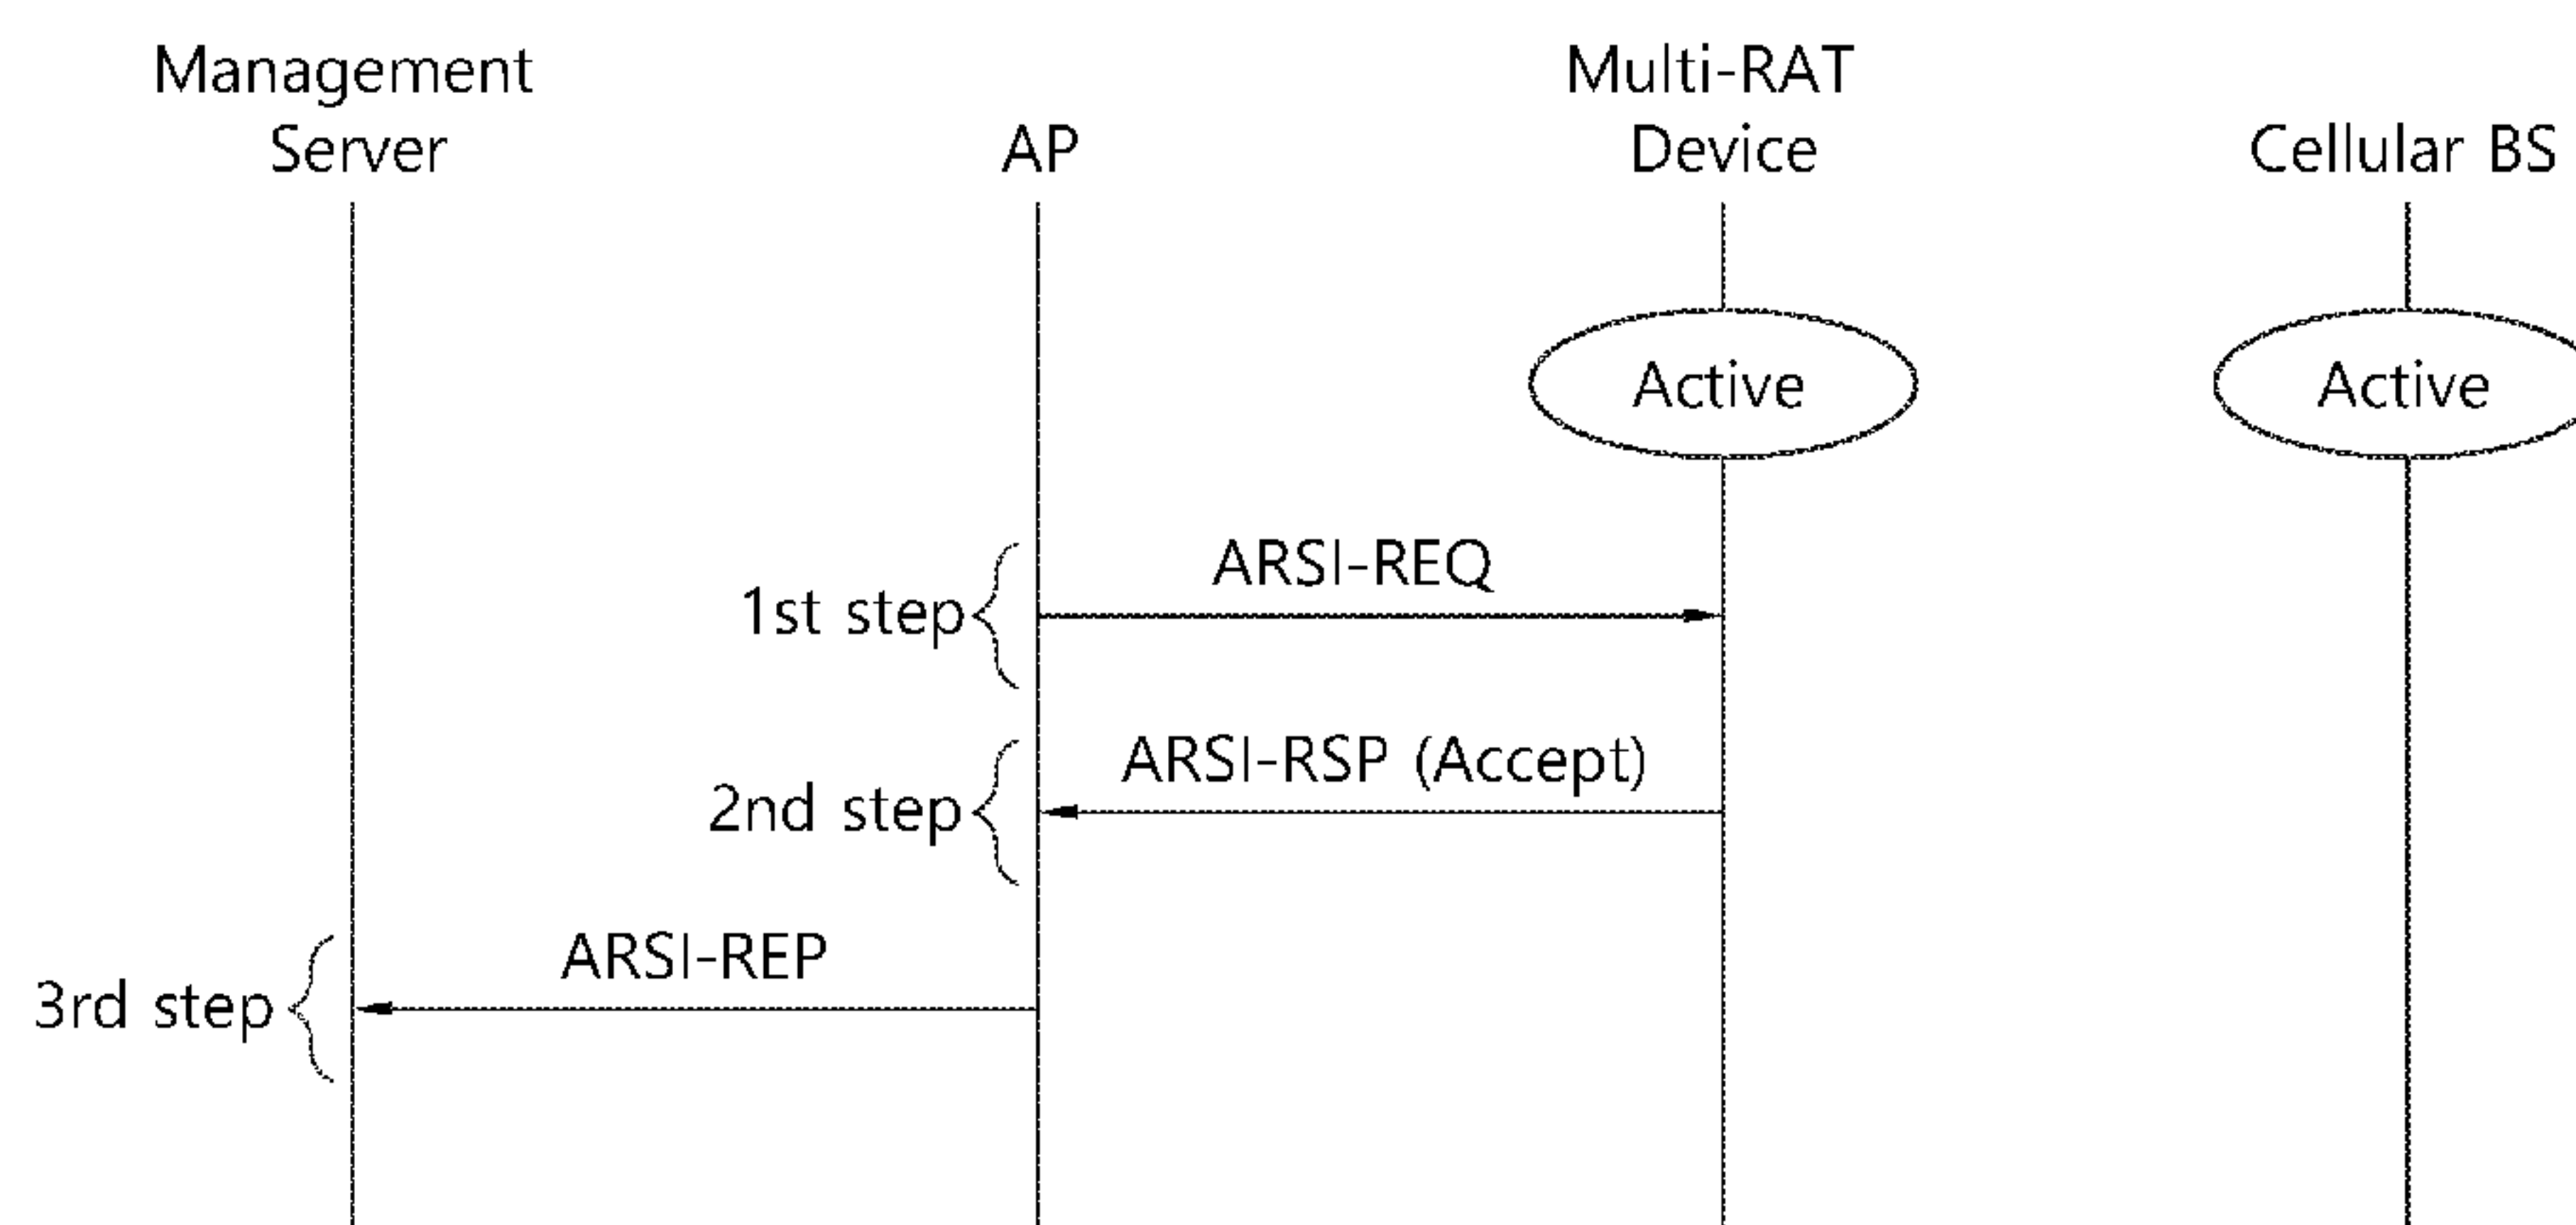 Management
Server
AP
Multi-RAT
Device
Cellular BS
Active
Active
ARSI-REQ
1st step
ARSI-RSP (Accept)
2nd step
ARSI-REP
3rd step